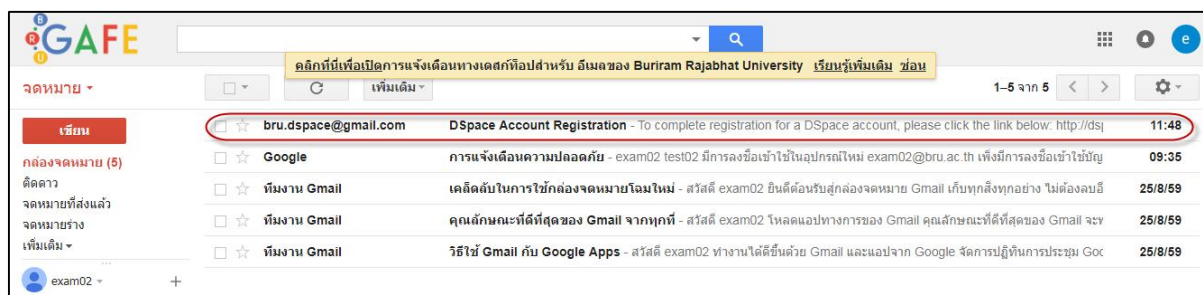 B
R GAFE
U
e
คลิกที่นี่เพื่อเปิดการแจ้งเตือนทางเดสก์ท็อปสำหรับ อีเมลของ Buriram Rajabhat University เรียนรู้เพิ่มเติม ซ่อน
จดหมาย
เพิ่มเติม
1–5 จาก 5
เขียน
bru.dspace@gmail.com DSpace Account Registration - To complete registration for a DSpace account, please click the link below: http://dsp 11:48
กล่องจดหมาย (5)
Google การแจ้งเตือนความปลอดภัย - exam02 test02 มีการลงชื่อเข้าใช้ในอุปกรณ์ใหม่ exam02@bru.ac.th เพิ่งมีการลงชื่อเข้าใช้บัญ 09:35
ติดดาว
ทีมงาน Gmail เคล็ดลับในการใช้กล่องจดหมายโฉมใหม่ - สวัสดี exam02 ยินดีต้อนรับสู่กล่องจดหมาย Gmail เก็บทุกสิ่งทุกอย่าง ไม่ต้องลบอี 25/8/59
จดหมายที่ส่งแล้ว
ทีมงาน Gmail คุณลักษณะที่ดีที่สุดของ Gmail จากทุกที่ - สวัสดี exam02 โหลดแอปทางการของ Gmail คุณลักษณะที่ดีที่สุดของ Gmail จะท 25/8/59
จดหมายร่าง
เพิ่มเติม
ทีมงาน Gmail วิธีใช้ Gmail กับ Google Apps - สวัสดี exam02 ทำงานได้ดีขึ้นด้วย Gmail และแอปจาก Google จัดการปฏิทินการประชุม Goo 25/8/59
exam02